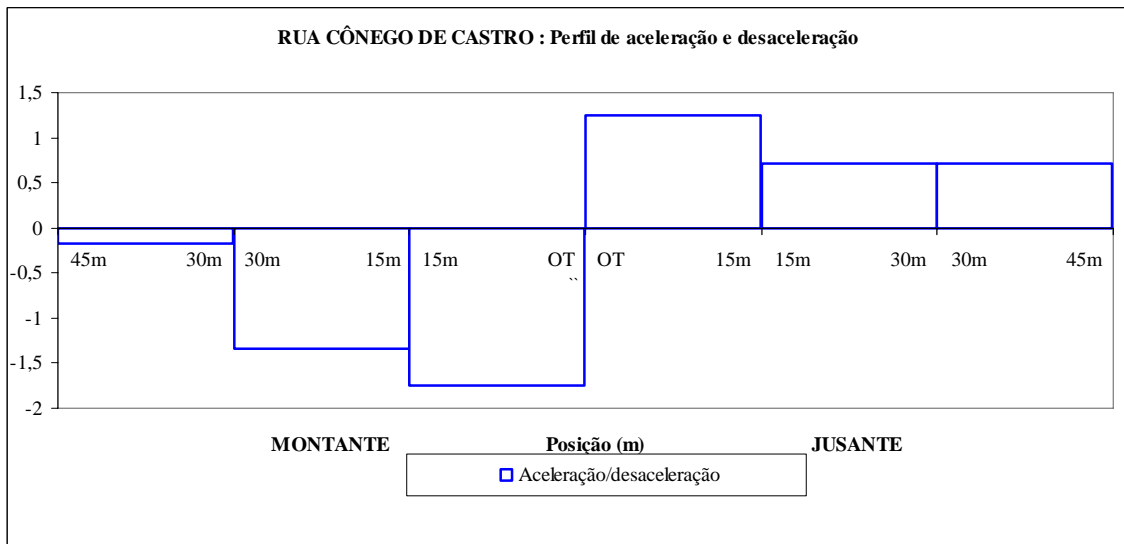 RUA CÔNEGO DE CASTRO : Perfil de aceleração e desaceleração
1,5
1
0,5
0
-0,5
-1
-1,5
-2
45m 30m 30m 15m 15m OT OT 15m 15m 30m 30m 45m
``
MONTANTE Posição (m) JUSANTE
Aceleração/desaceleração